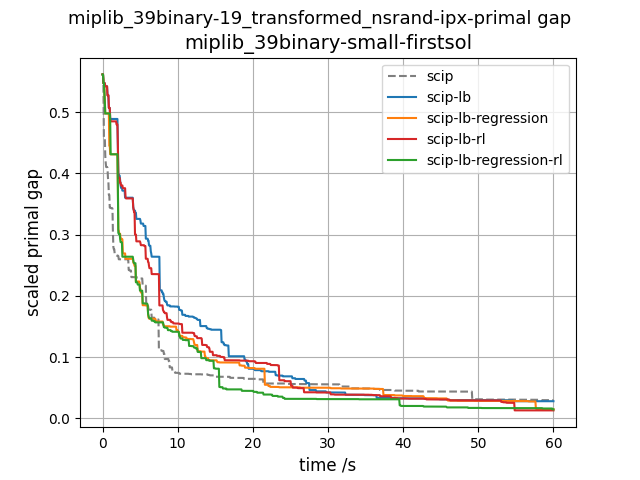 miplib_39binary-19_transformed_nsrand-ipx-primal gap
miplib_39binary-small-firstsol
scip
scip-lb
scip-lb-regression
scip-lb-rl
scip-lb-regression-rl
scaled primal gap
0.5
0.4
0.3
0.2
0.1
0.0
0 10 20 30 40 50 60
time /s